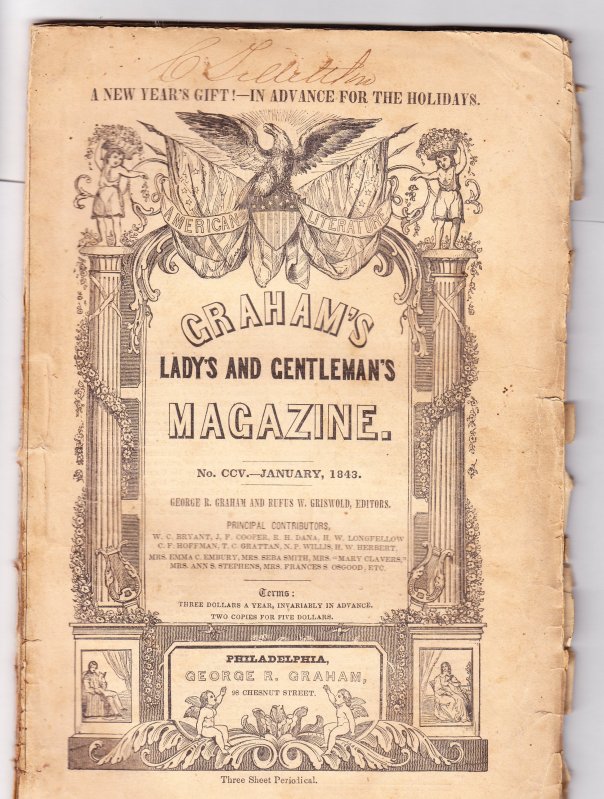 A NEW YEAR'S GIFT!—IN ADVANCE FOR THE HOLIDAYS.
AMERICAN LITERATURE
GRAHAM'S
LADY'S AND GENTLEMAN'S
MAGAZINE.
No. CCV.—JANUARY, 1843.
GEORGE R. GRAHAM AND RUFUS W. GRISWOLD, EDITORS.
PRINCIPAL CONTRIBUTORS,
W. C. BRYANT, J. F. COOPER, R. H. DANA, H. W. LONGFELLOW
C. F. HOFFMAN, T. C. GRATTAN, N. P. WILLIS, H. W. HERBERT,
MRS. EMMA C. EMBURY, MRS. SEBA SMITH, MRS. "MARY CLAVERS,"
MRS. ANN S. STEPHENS, MRS. FRANCES S. OSGOOD, ETC.
Terms:
THREE DOLLARS A YEAR, INVARIABLY IN ADVANCE.
TWO COPIES FOR FIVE DOLLARS.
PHILADELPHIA,
GEORGE R. GRAHAM,
98 CHESNUT STREET.
Three Sheet Periodical.